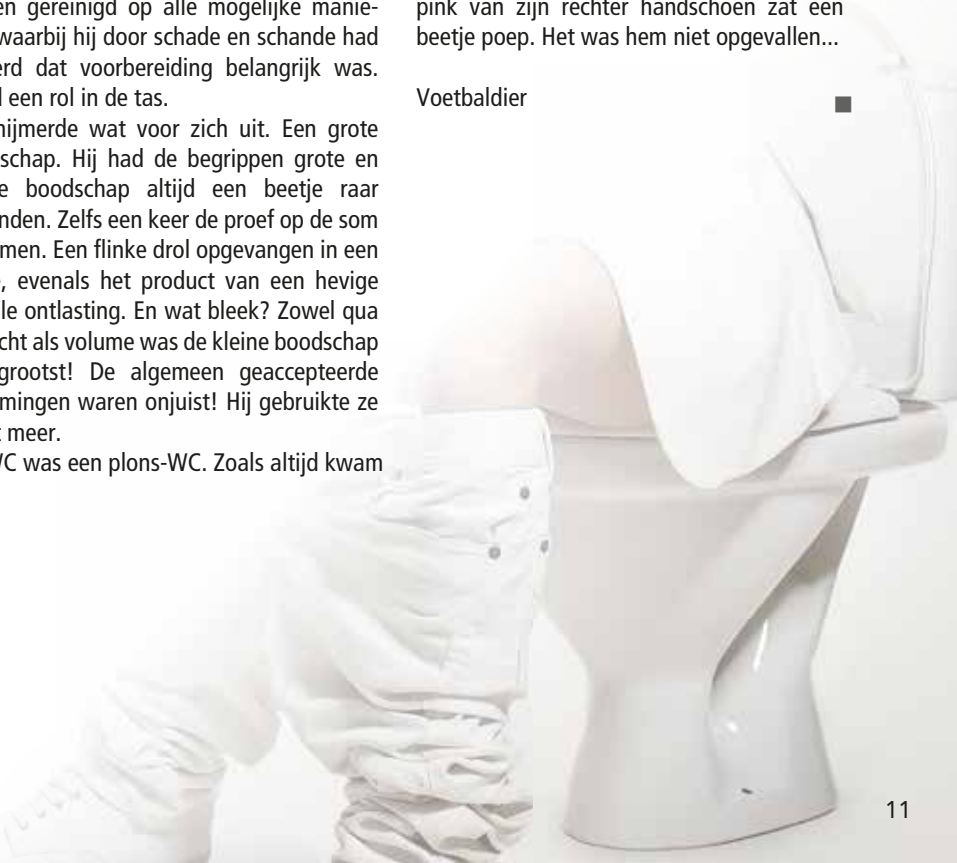 en gereinigd op alle mogelijke manie-
waarbij hij door schade en schande had
erd dat voorbereiding belangrijk was.
l een rol in de tas.
nijmerde wat voor zich uit. Een grote
schap. Hij had de begrippen grote en
e boodschap altijd een beetje raar
nden. Zelfs een keer de proef op de som
men. Een flinke drol opgevangen in een
, evenals het product van een hevige
le ontlasting. En wat bleek? Zowel qua
cht als volume was de kleine boodschap
grootst! De algemeen geaccepteerde
mingen waren onjuist! Hij gebruikte ze
t meer.
WC was een plons-WC. Zoals altijd kwam
pink van zijn rechter handschoen zat een
beetje poep. Het was hem niet opgevallen...
Voetbaldier
11